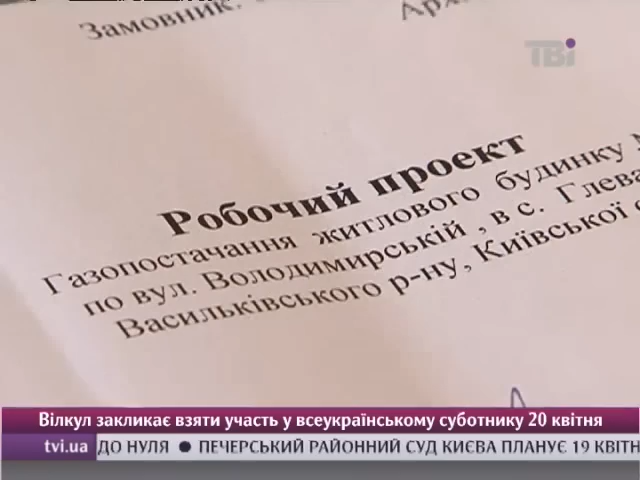 Замовник.
ТВі
Робочий проект
Газопостачання житлового будинку
по вул. Володимирській , в с. Глева
Васильківського р-ну, Київської
Вілкул закликає взяти участь у всеукраїнському суботнику 20 квітня
tvi.ua ДО НУЛЯ ● ПЕЧЕРСЬКИЙ РАЙОННИЙ СУД КИЄВА ПЛАНУЄ 19 КВІТН